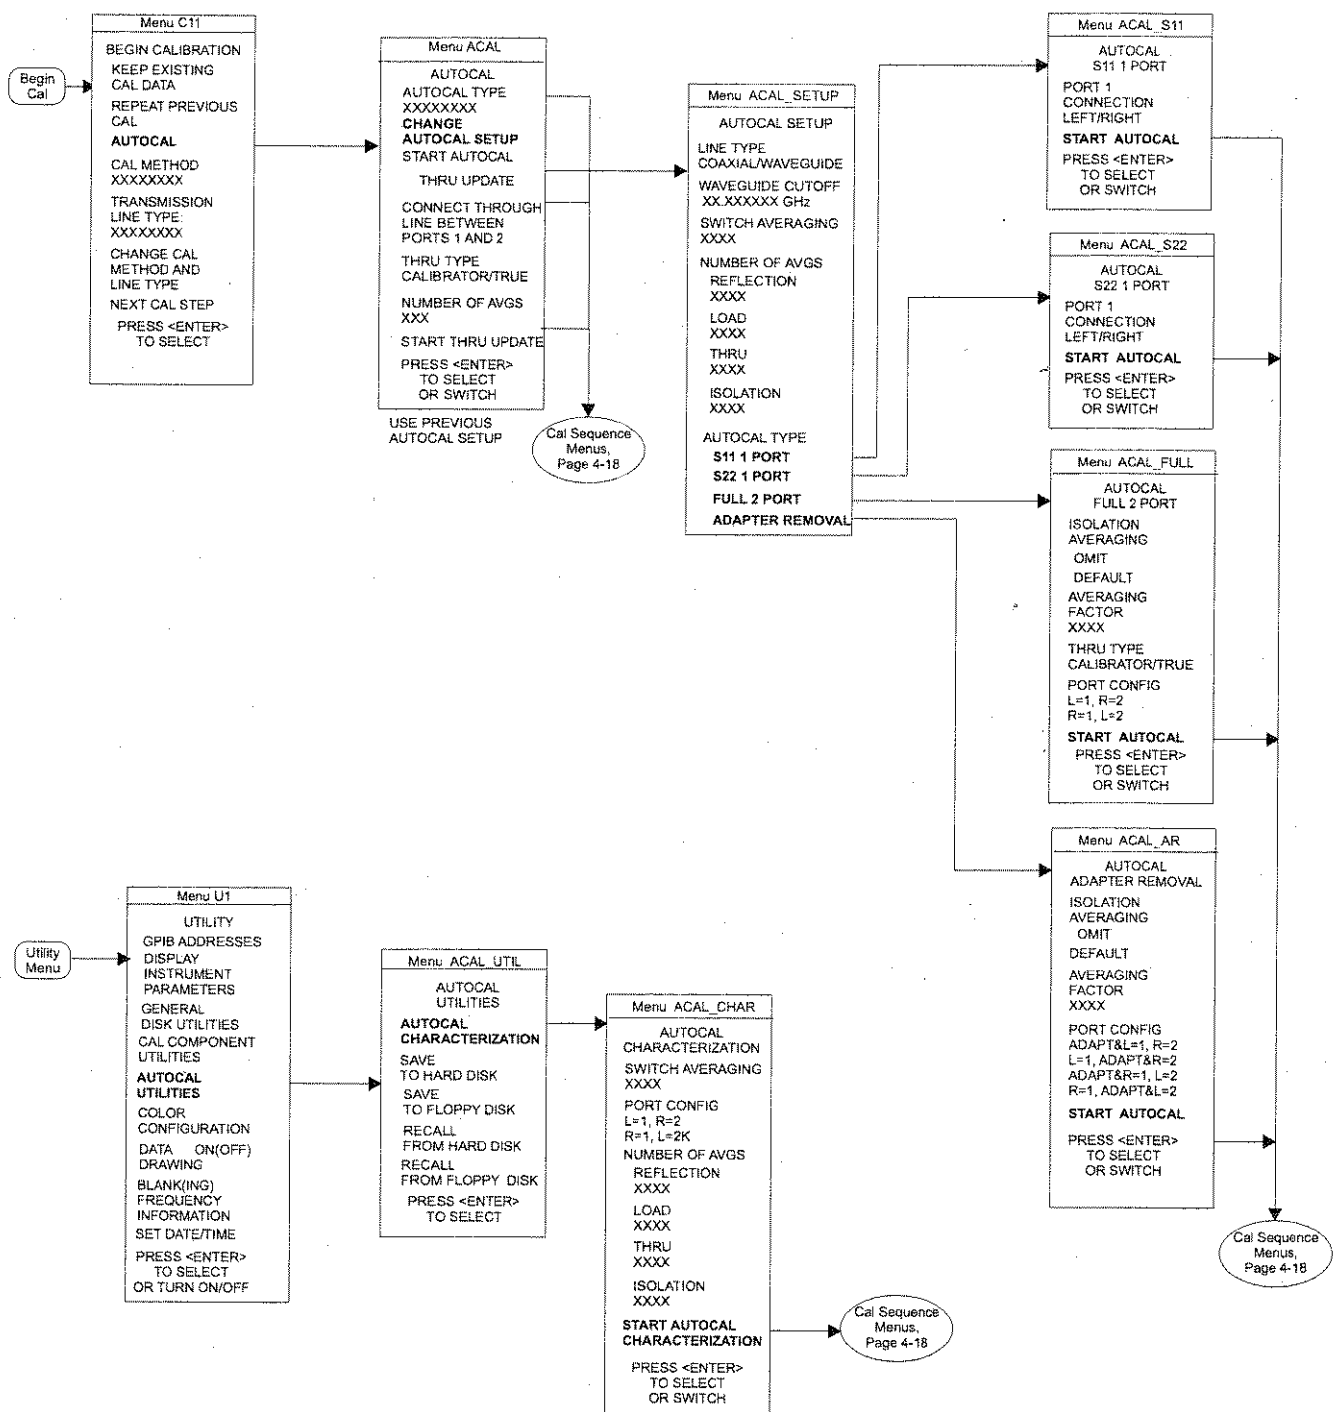 Begin
Cal
Menu C11
BEGIN CALIBRATION
KEEP EXISTING
CAL DATA
REPEAT PREVIOUS
CAL
AUTOCAL
CAL METHOD
XXXXXXXX
TRANSMISSION
LINE TYPE:
XXXXXXXX
CHANGE CAL
METHOD AND
LINE TYPE
NEXT CAL STEP
PRESS <ENTER>
TO SELECT
Menu ACAL
AUTOCAL
AUTOCAL TYPE
XXXXXXXX
CHANGE
AUTOCAL SETUP
START AUTOCAL
THRU UPDATE
CONNECT THROUGH
LINE BETWEEN
PORTS 1 AND 2
THRU TYPE
CALIBRATOR/TRUE
NUMBER OF AVGS
XXX
START THRU UPDATE
PRESS <ENTER>
TO SELECT
OR SWITCH
USE PREVIOUS
AUTOCAL SETUP
Cal Sequence
Menus,
Page 4-18
Menu ACAL_SETUP
AUTOCAL SETUP
LINE TYPE
COAXIAL/WAVEGUIDE
WAVEGUIDE CUTOFF
XX.XXXXXX GHz
SWITCH AVERAGING
XXXX
NUMBER OF AVGS
REFLECTION
XXXX
LOAD
XXXX
THRU
XXXX
ISOLATION
XXXX
AUTOCAL TYPE
S11 1 PORT
S22 1 PORT
FULL 2 PORT
ADAPTER REMOVAL
Menu ACAL_S11
AUTOCAL
S11 1 PORT
PORT 1
CONNECTION
LEFT/RIGHT
START AUTOCAL
PRESS <ENTER>
TO SELECT
OR SWITCH
Menu ACAL_S22
AUTOCAL
S22 1 PORT
PORT 1
CONNECTION
LEFT/RIGHT
START AUTOCAL
PRESS <ENTER>
TO SELECT
OR SWITCH
Menu ACAL_FULL
AUTOCAL
FULL 2 PORT
ISOLATION
AVERAGING
OMIT
DEFAULT
AVERAGING
FACTOR
XXXX
THRU TYPE
CALIBRATOR/TRUE
PORT CONFIG
L=1, R=2
R=1, L=2
START AUTOCAL
PRESS <ENTER>
TO SELECT
OR SWITCH
Menu ACAL_AR
AUTOCAL
ADAPTER REMOVAL
ISOLATION
AVERAGING
OMIT
DEFAULT
AVERAGING
FACTOR
XXXX
PORT CONFIG
ADAPT&L=1, R=2
L=1, ADAPT&R=2
ADAPT&R=1, L=2
R=1, ADAPT&L=2
START AUTOCAL
PRESS <ENTER>
TO SELECT
OR SWITCH
Cal Sequence
Menus,
Page 4-18
Utility
Menu
Menu U1
UTILITY
GPIB ADDRESSES
DISPLAY
INSTRUMENT
PARAMETERS
GENERAL
DISK UTILITIES
CAL COMPONENT
UTILITIES
AUTOCAL
UTILITIES
COLOR
CONFIGURATION
DATA ON(OFF)
DRAWING
BLANK(ING)
FREQUENCY
INFORMATION
SET DATE/TIME
PRESS <ENTER>
TO SELECT
OR TURN ON/OFF
Menu ACAL_UTIL
AUTOCAL
UTILITIES
AUTOCAL
CHARACTERIZATION
SAVE
TO HARD DISK
SAVE
TO FLOPPY DISK
RECALL
FROM HARD DISK
RECALL
FROM FLOPPY DISK
PRESS <ENTER>
TO SELECT
Menu ACAL_CHAR
AUTOCAL
CHARACTERIZATION
SWITCH AVERAGING
XXXX
PORT CONFIG
L=1, R=2
R=1, L=2K
NUMBER OF AVGS
REFLECTION
XXXX
LOAD
XXXX
THRU
XXXX
ISOLATION
XXXX
START AUTOCAL
CHARACTERIZATION
PRESS <ENTER>
TO SELECT
OR SWITCH
Cal Sequence
Menus,
Page 4-18